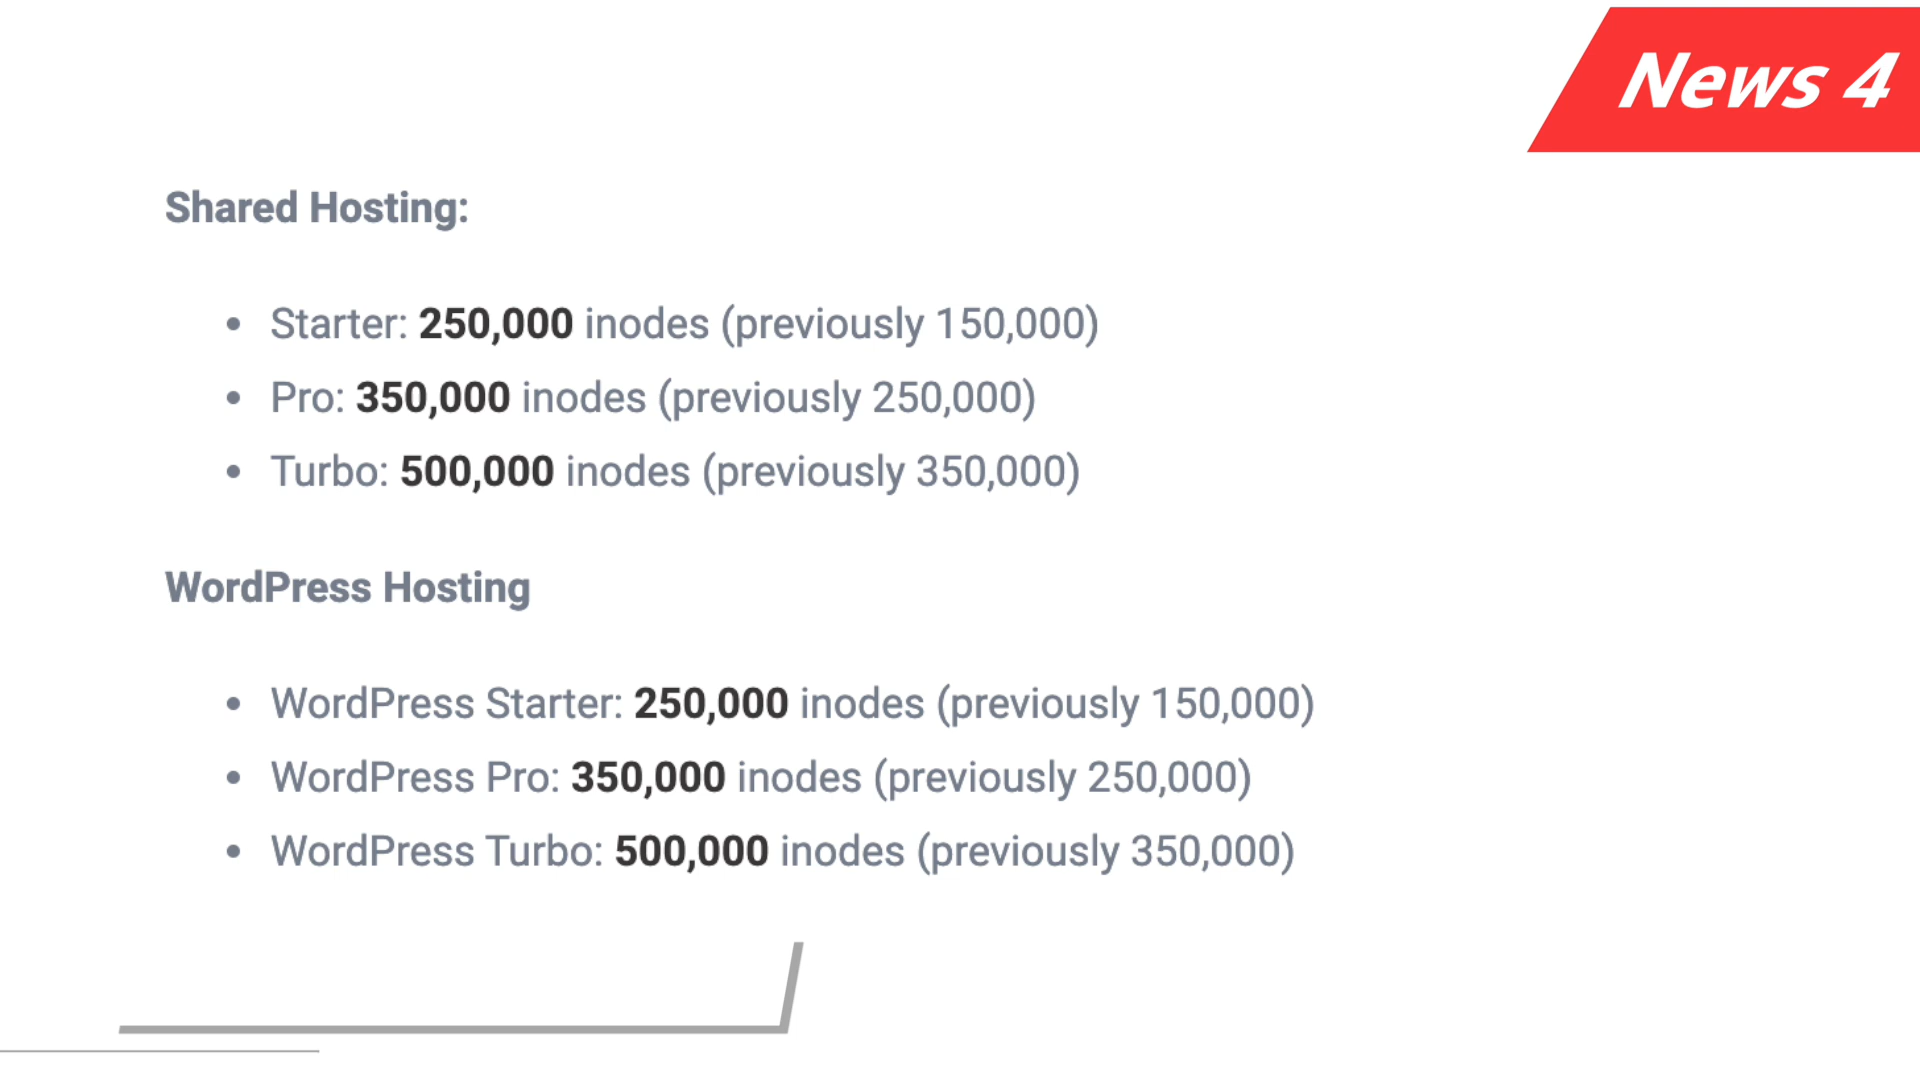 News 4
Shared Hosting:
• Starter: 250,000 inodes (previously 150,000)
• Pro: 350,000 inodes (previously 250,000)
• Turbo: 500,000 inodes (previously 350,000)
WordPress Hosting
• WordPress Starter: 250,000 inodes (previously 150,000)
• WordPress Pro: 350,000 inodes (previously 250,000)
• WordPress Turbo: 500,000 inodes (previously 350,000)